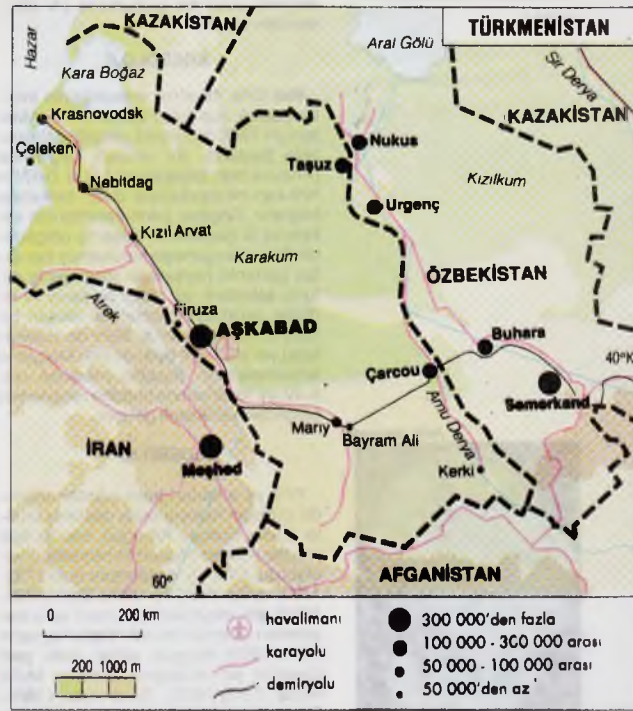 TÜRKMENİSTAN
KAZAKİSTAN
Hazar
Kara Boğaz
Aral Gölü
Sir Derya
KAZAKİSTAN
Krasnovodsk
Çeleken
Nebitdag
Kızıl Arvat
Nukus
Taşuz
Urgenç
Kızılkum
Karakum
ÖZBEKİSTAN
Atrek
Firuza
AŞKABAD
Buhara
40°K
Çarcou
Semerkand
Amu Derya
Marıy
Bayram Ali
İRAN
Meşhed
Kerki
AFGANİSTAN
60°
0 200 km
200 1000 m
havalimanı
karayolu
demiryolu
300 000'den fazla
100 000 - 300 000 arası
50 000 - 100 000 arası
50 000'den az